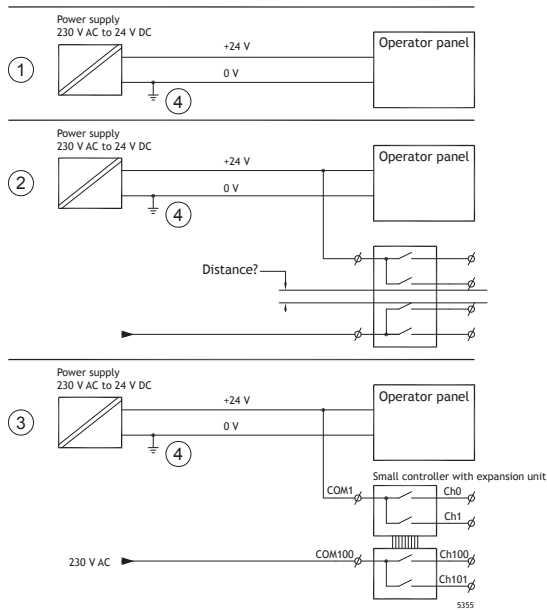 Power supply
230 V AC to 24 V DC
+24 V
Operator panel
1
0 V
4
Power supply
230 V AC to 24 V DC
+24 V
Operator panel
2
0 V
4
Distance?
Power supply
230 V AC to 24 V DC
+24 V
Operator panel
3
0 V
4
Small controller with expansion unit
COM1
Ch0
Ch1
230 V AC
COM100
Ch100
Ch101
5355